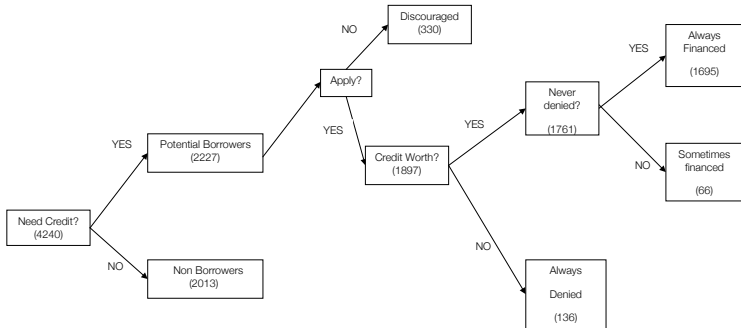 Need Credit?
(4240)
YES
NO
Potential Borrowers
(2227)
Non Borrowers
(2013)
Apply?
NO
YES
Discouraged
(330)
Credit Worth?
(1897)
YES
NO
Never
denied?
(1761)
Always
Denied
(136)
YES
NO
Always
Financed
(1695)
Sometimes
financed
(66)